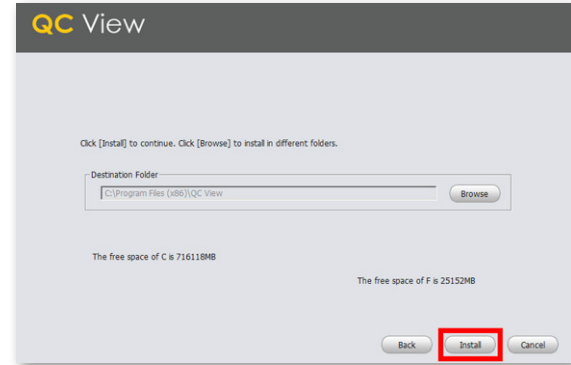 QC View
Click [Install] to continue. Click [Browse] to install in different folders.
Destination Folder
C:\Program Files (x86)\QC View
Browse
The free space of C is 716118MB
The free space of F is 25152MB
Back
Install
Cancel